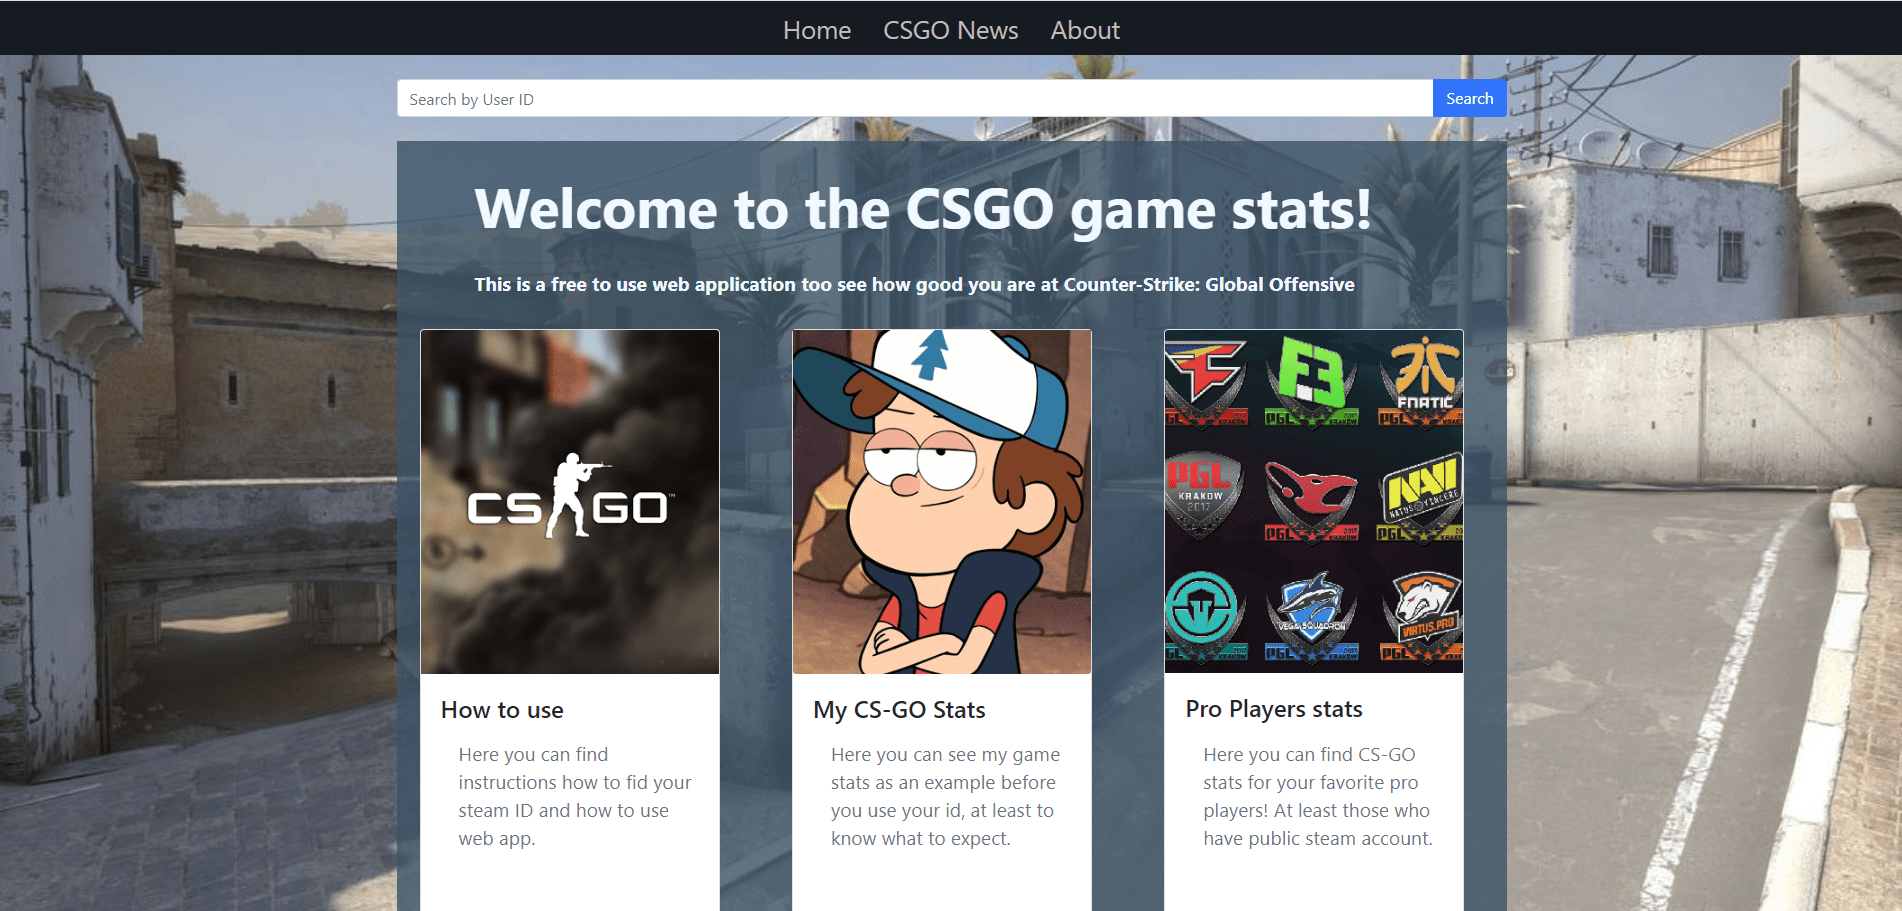 Home CSGO News About
Search by User ID Search
Welcome to the CSGO game stats!
This is a free to use web application too see how good you are at Counter-Strike: Global Offensive
CS GO™
FNATIC
PGL
KRAKOW
2017
NAVI
NATUS VINCERE
VEGA SQUADRON
VIRTUS.PRO
PGL
How to use
Here you can find
instructions how to fid your
steam ID and how to use
web app.
My CS-GO Stats
Here you can see my game
stats as an example before
you use your id, at least to
know what to expect.
Pro Players stats
Here you can find CS-GO
stats for your favorite pro
players! At least those who
have public steam account.